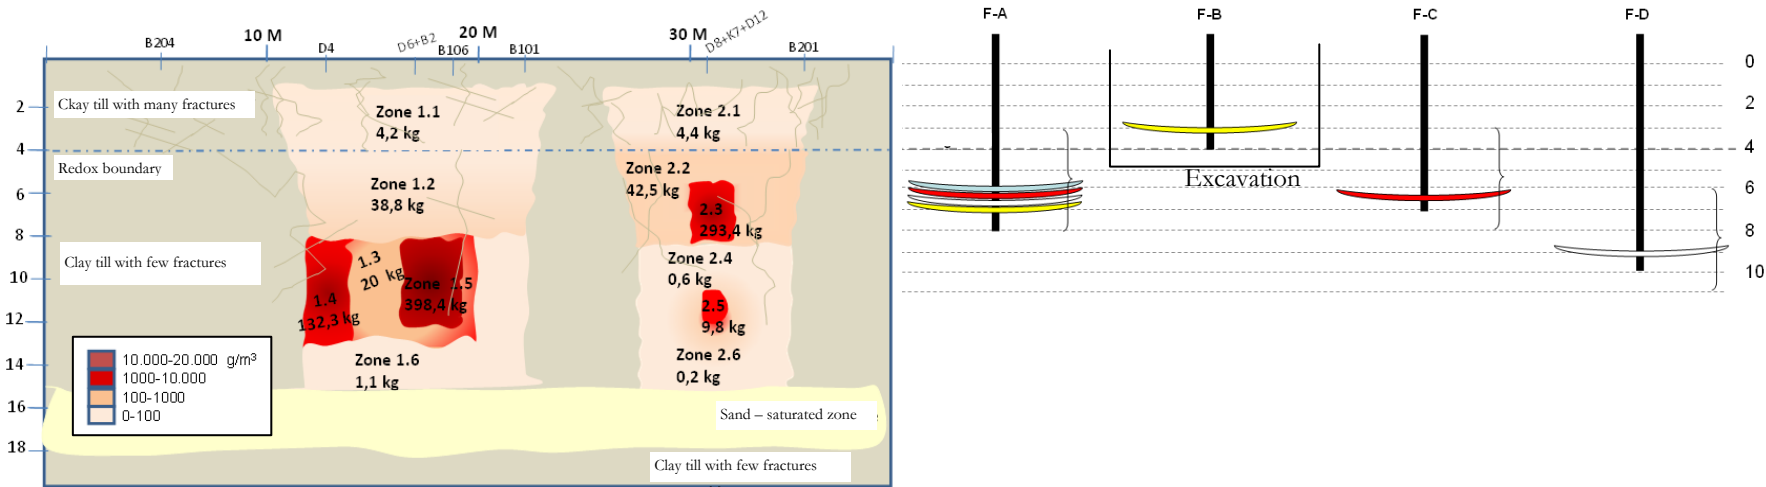 10 M
20 M
30 M
B204
D4
D6+B2
B106
B101
D8+K7+D12
B201
2
4
6
8
10
12
14
16
18
Ckay till with many fractures
Redox boundary
Clay till with few fractures
Zone 1.1
4,2 kg
Zone 1.2
38,8 kg
1.3
20 kg
1.4
132,3 kg
Zone 1.5
398,4 kg
Zone 1.6
1,1 kg
Zone 2.1
4,4 kg
Zone 2.2
42,5 kg
2.3
293,4 kg
Zone 2.4
0,6 kg
2.5
9,8 kg
Zone 2.6
0,2 kg
10.000-20.000 g/m³
1000-10.000
100-1000
0-100
Sand – saturated zone
Clay till with few fractures
F-A
F-B
F-C
F-D
Excavation
0
2
4
6
8
10